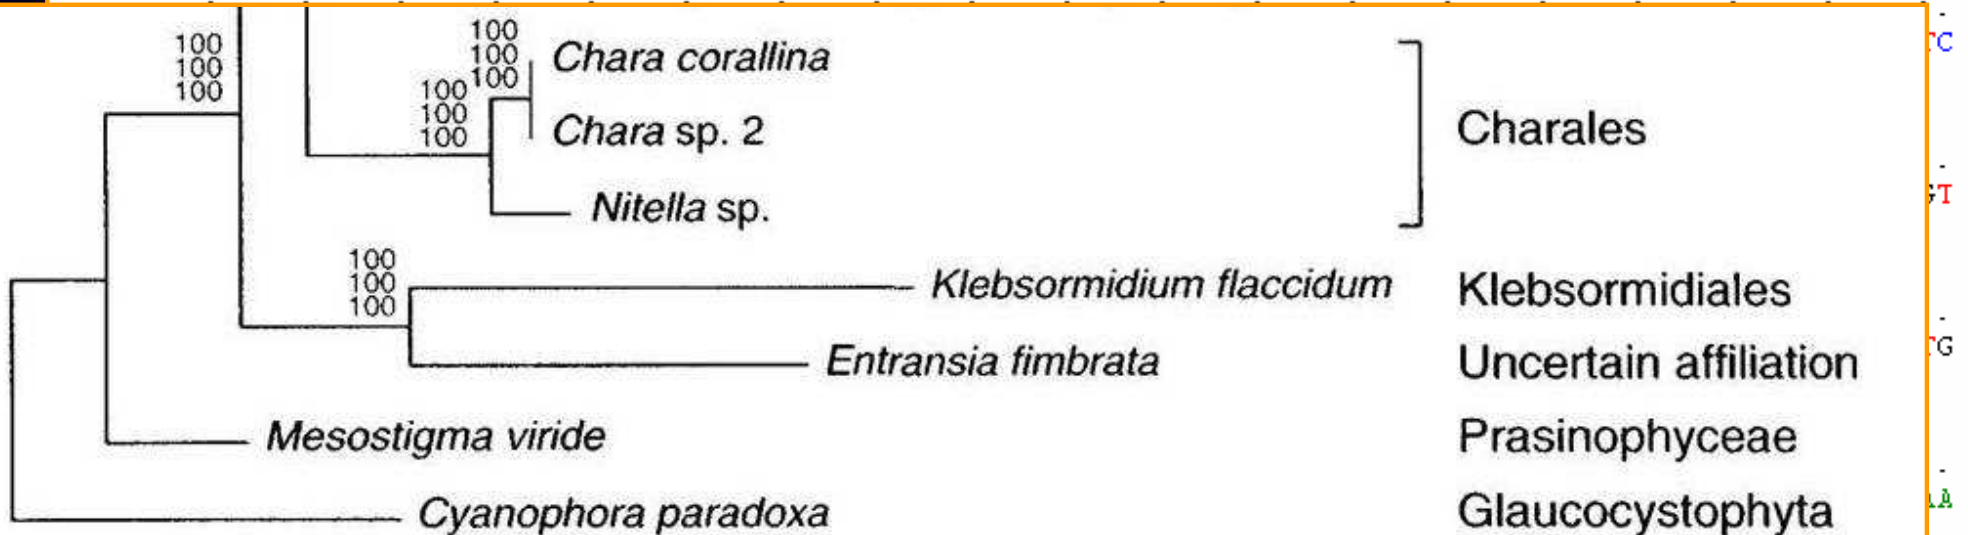 100
100
100
100
100
100
Chara corallina
100
100
100
Chara sp. 2
Charales
Nitella sp.
100
100
100
Klebsormidium flaccidum
Klebsormidiales
Entransia fimbrata
Uncertain affiliation
Mesostigma viride
Prasinophyceae
Cyanophora paradoxa
Glaucocystophyta
C
T
G
A